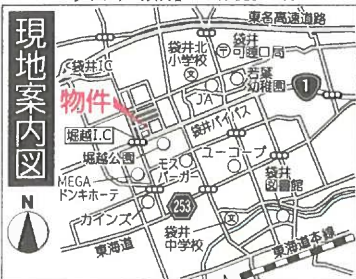 現地案内図
N
東名高速道路
袋井IC
袋井北
小学校
袋井
可運口局
若葉
幼稚園
1
JA
物件
堀越I.C
袋井バイパス
堀越公園
モス
バーガー
ユーコープ
袋井
図書館
MEGA
ドンキホーテ
253
カインズ
袋井
中学校
東海道
東海道本線